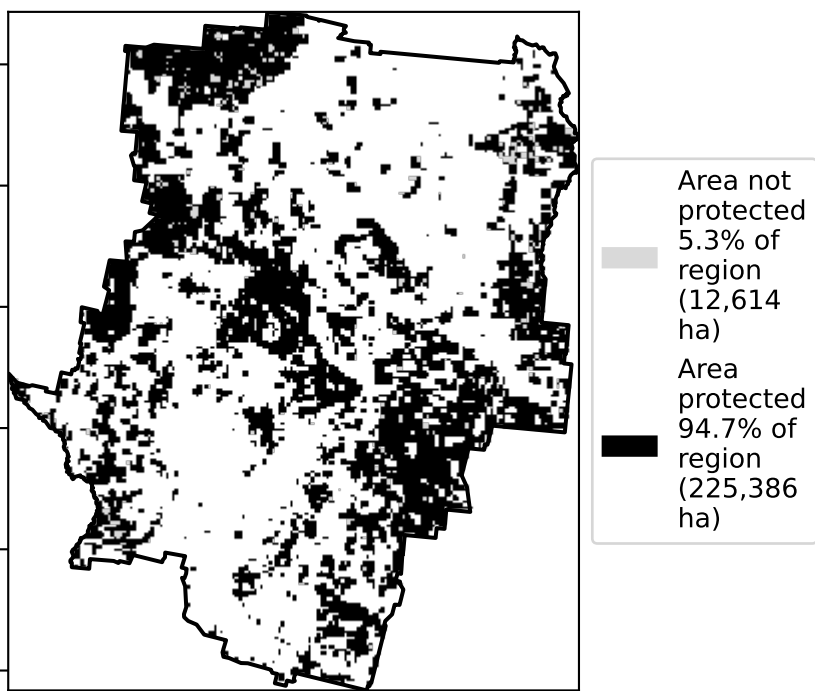 Area not
protected
5.3% of
region
(12,614
ha)
Area
protected
94.7% of
region
(225,386
ha)